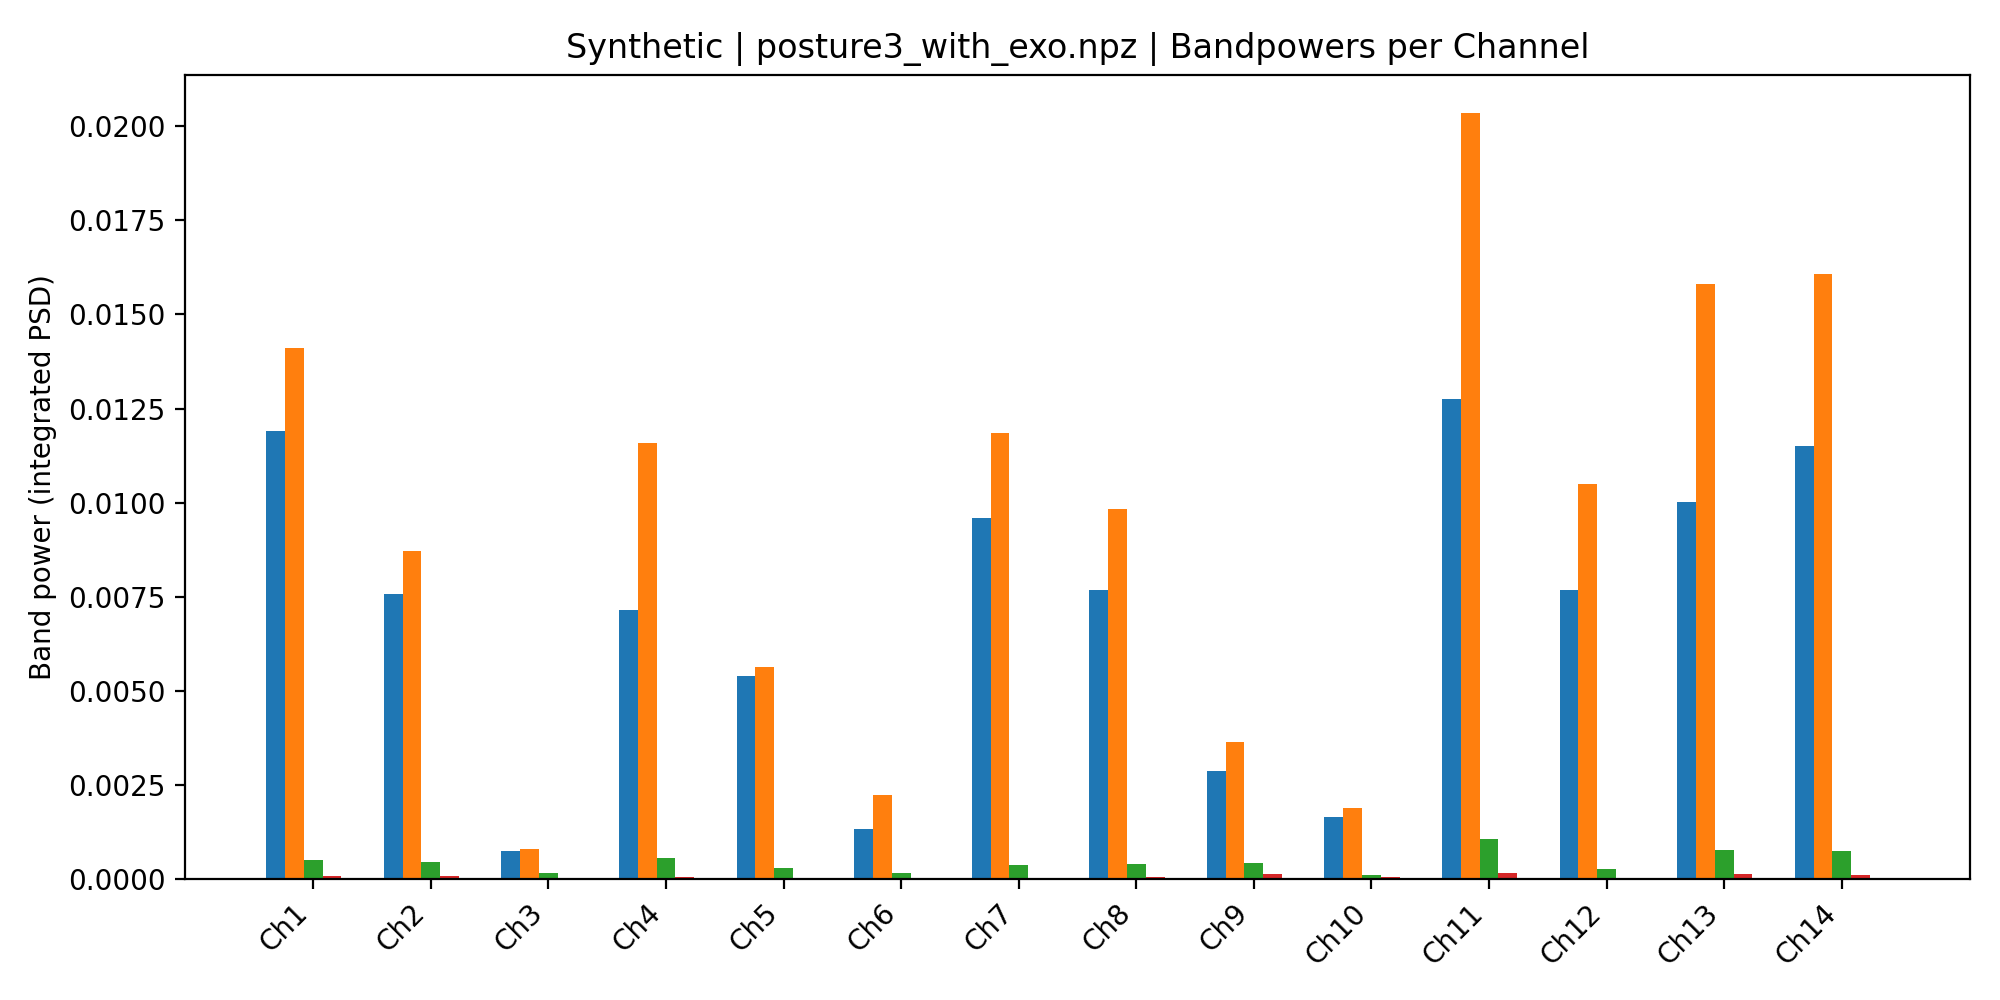 Synthetic | posture3_with_exo.npz | Bandpowers per Channel
Band power (integrated PSD)
0.0200
0.0175
0.0150
0.0125
0.0100
0.0075
0.0050
0.0025
0.0000
Ch1
Ch2
Ch3
Ch4
Ch5
Ch6
Ch7
Ch8
Ch9
Ch10
Ch11
Ch12
Ch13
Ch14